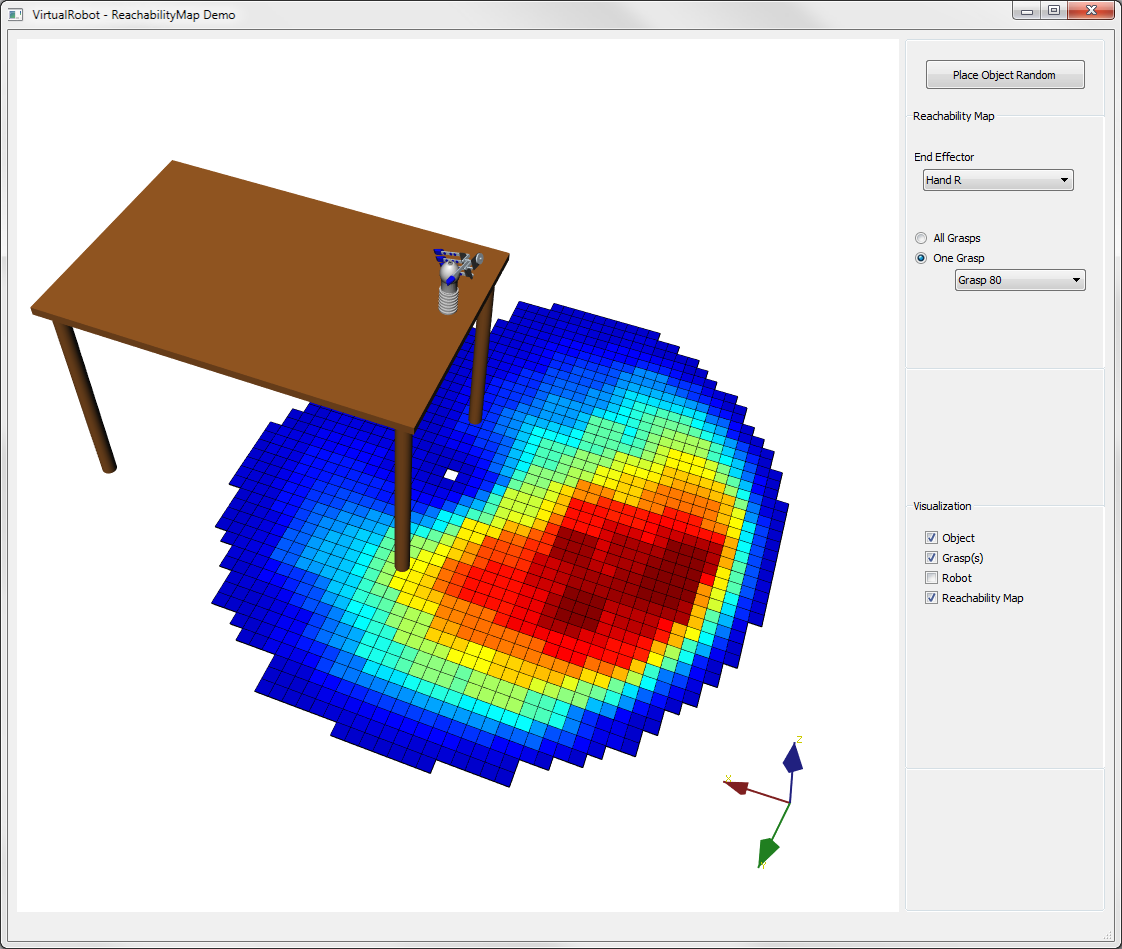 VirtualRobot - ReachabilityMap Demo
Place Object Random
Reachability Map
End Effector
Hand R
All Grasps
One Grasp
Grasp 80
Visualization
Object
Grasp(s)
Robot
Reachability Map
Z
X
Y